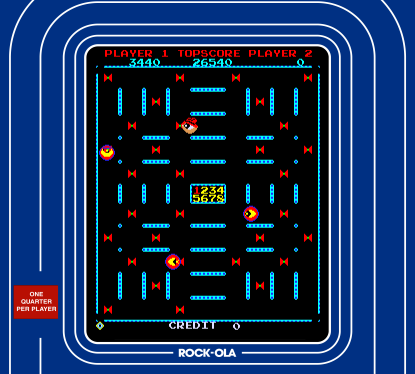 PLAYER 1 TOPSCORE PLAYER 2
3440 26540 0
1234
5678
ONE
QUARTER
PER PLAYER
CREDIT 0
ROCK-OLA